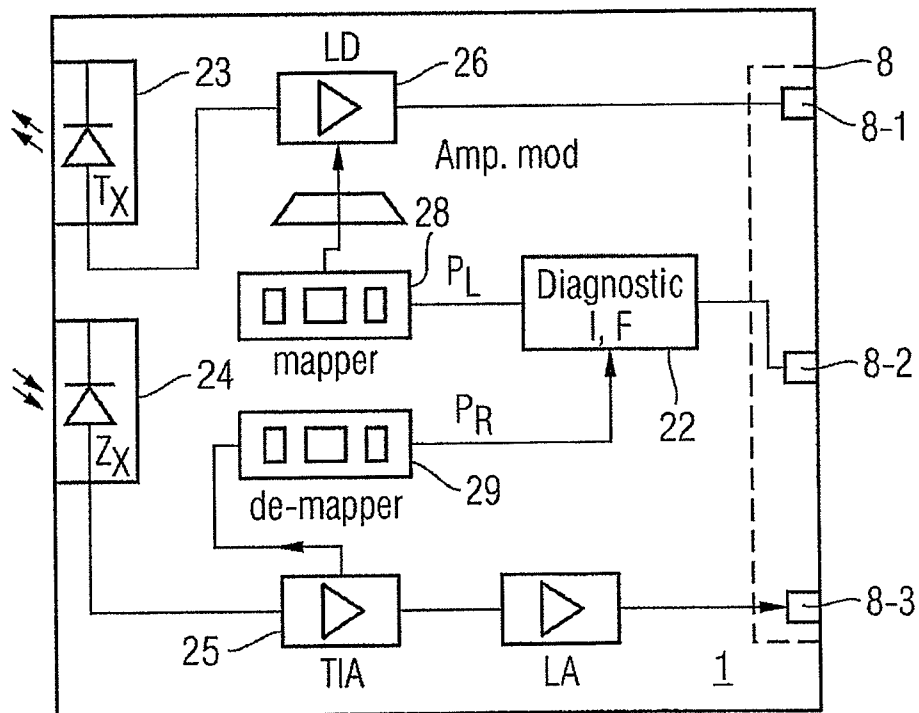 LD
23
26
8
8-1
TX
Amp. mod
28
PL
Diagnostic
I, F
mapper
24
8-2
PR
22
ZX
29
de-mapper
8-3
25
TIA
LA
1